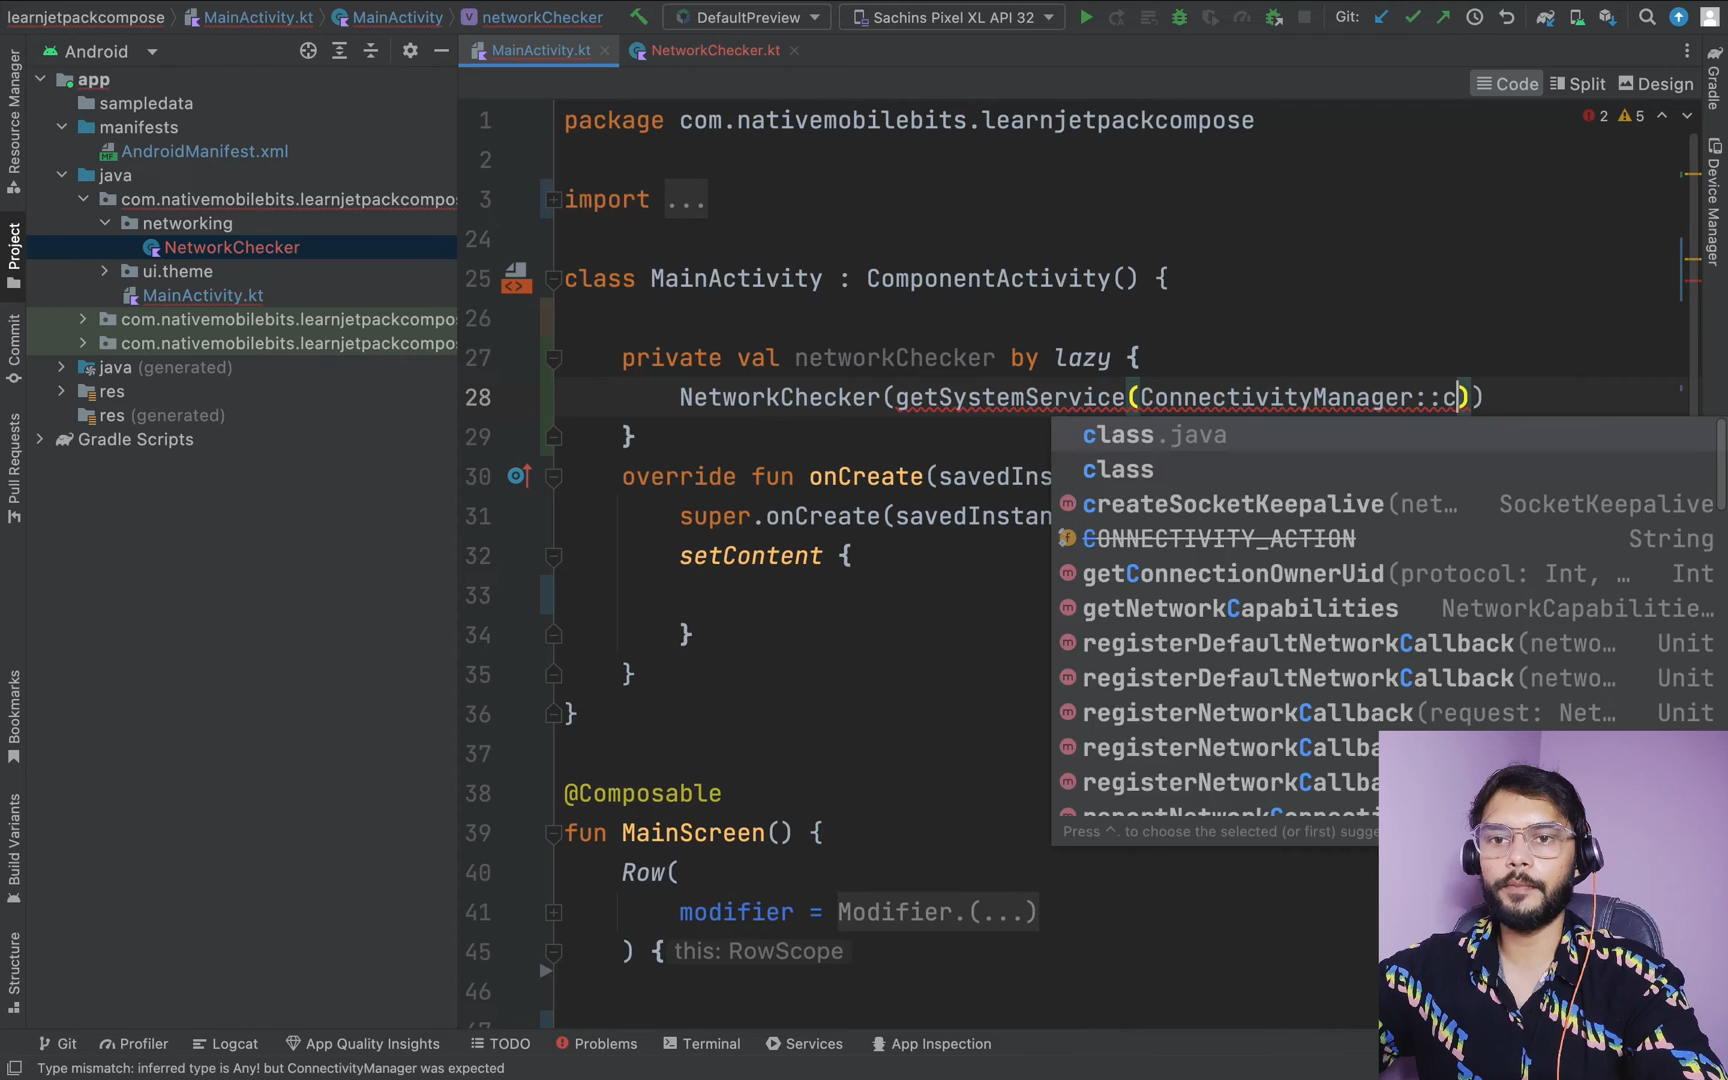 learnjetpackcompose MainActivity.kt MainActivity networkChecker DefaultPreview Sachins Pixel XL API 32 Git:
Android MainActivity.kt NetworkChecker.kt
Code Split Design
Resource Manager
Project
Commit
Pull Requests
Bookmarks
Build Variants
Structure
app
sampledata
manifests
AndroidManifest.xml
java
com.nativemobilebits.learnjetpackcompo
networking
NetworkChecker
ui.theme
MainActivity.kt
com.nativemobilebits.learnjetpackcompo
com.nativemobilebits.learnjetpackcompo
java (generated)
res
res (generated)
Gradle Scripts
2 5
1 package com.nativemobilebits.learnjetpackcompose
2
3 import ...
24
25 class MainActivity : ComponentActivity() {
26
27 private val networkChecker by lazy {
28 NetworkChecker(getSystemService(ConnectivityManager::c))
29 }
30 override fun onCreate(savedIns
31 super.onCreate(savedInstan
32 setContent {
33
34 }
35 }
36 }
37
38 @Composable
39 fun MainScreen() {
40 Row(
41 modifier = Modifier.(...)
45 ) { this: RowScope
46
class.java
class
createSocketKeepalive(net... SocketKeepalive
CONNECTIVITY_ACTION String
getConnectionOwnerUid(protocol: Int, ... Int
getNetworkCapabilities NetworkCapabilitie...
registerDefaultNetworkCallback(netwo... Unit
registerDefaultNetworkCallback(netwo... Unit
registerNetworkCallback(request: Net... Unit
registerNetworkCallba
registerNetworkCallba
Press ^. to choose the selected (or first) sugge
Gradle
Device Manager
Git Profiler Logcat App Quality Insights TODO Problems Terminal Services App Inspection
Type mismatch: inferred type is Any! but ConnectivityManager was expected